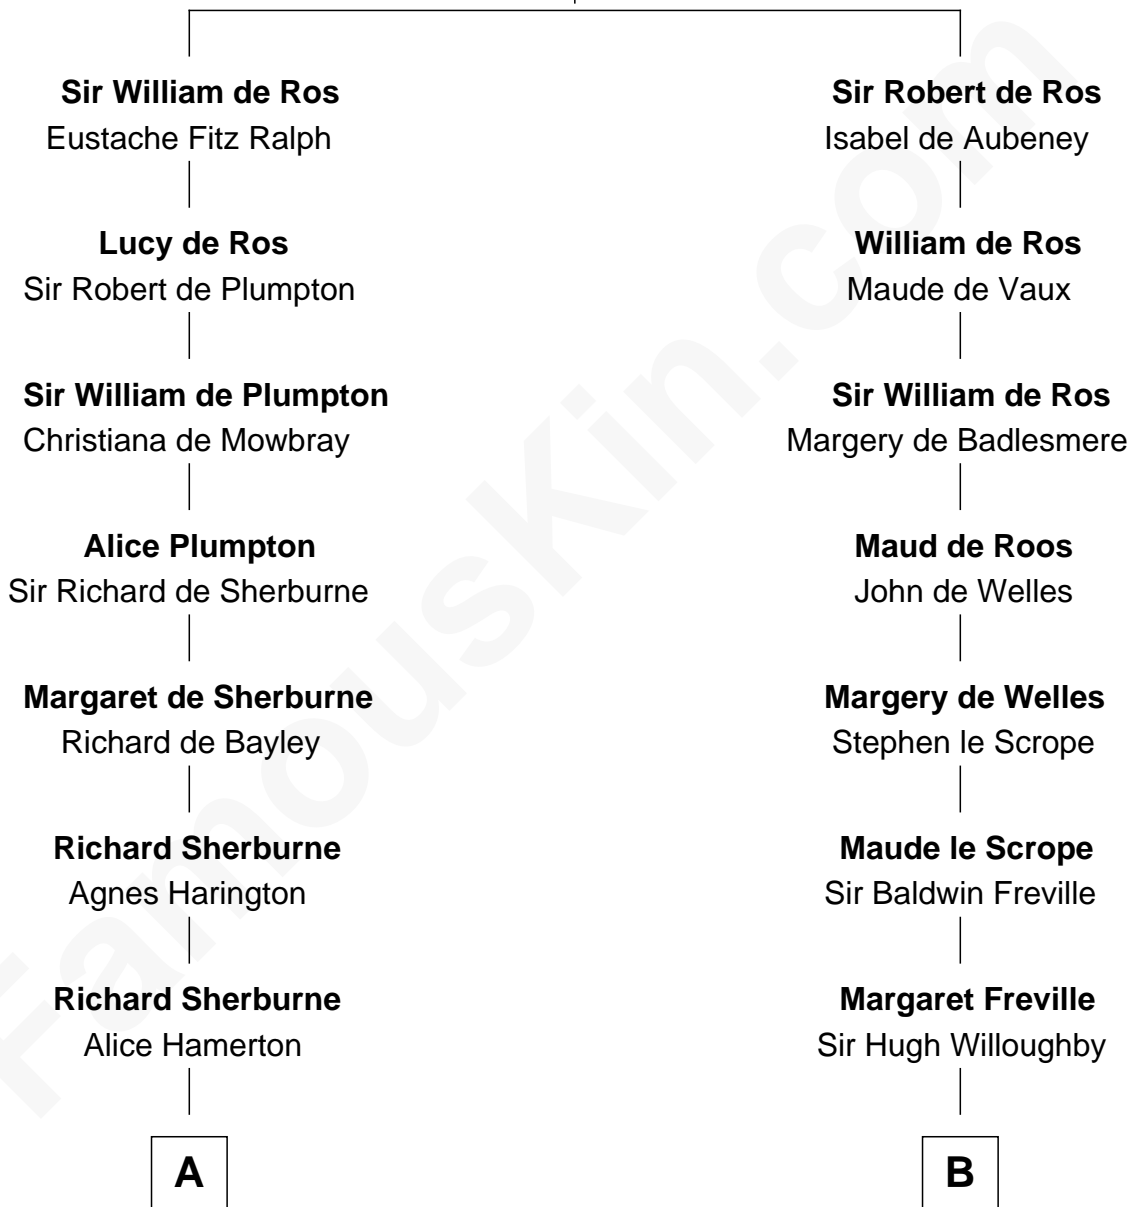 Sir William de Ros
Eustache Fitz Ralph
Lucy de Ros
Sir Robert de Plumpton
Sir William de Plumpton
Christiana de Mowbray
Alice Plumpton
Sir Richard de Sherburne
Margaret de Sherburne
Richard de Bayley
Richard Sherburne
Agnes Harington
Richard Sherburne
Alice Hamerton
A
Sir Robert de Ros
Isabel de Aubeney
William de Ros
Maude de Vaux
Sir William de Ros
Margery de Badlesmere
Maud de Roos
John de Welles
Margery de Welles
Stephen le Scrope
Maude le Scrope
Sir Baldwin Freville
Margaret Freville
Sir Hugh Willoughby
B
FamousKin.com